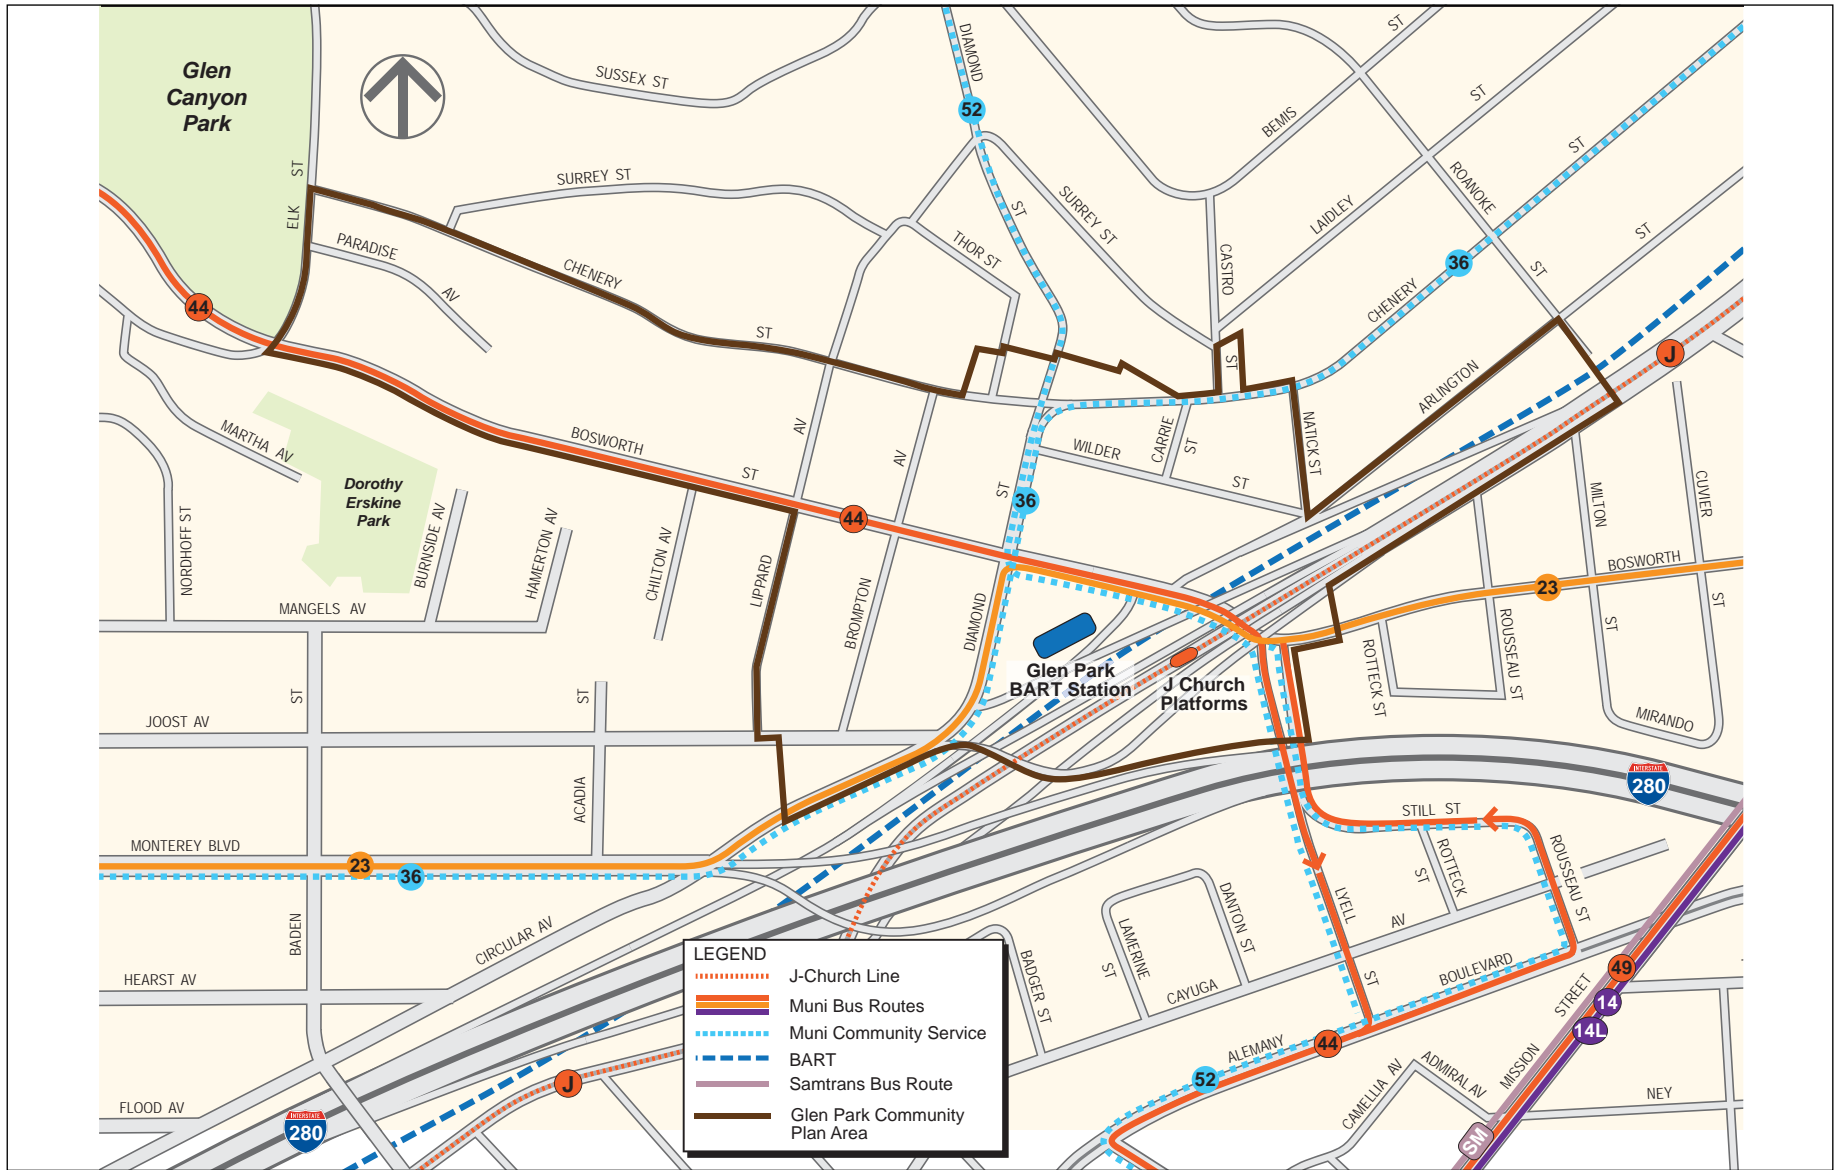 Glen
Canyon
Park
SUSSEX ST
DIAMOND
ST
52
ST
BEMIS
ST
ST
ROANOKE
ST
ELK
ST
SURREY ST
SURREY ST
ST
LAIDLEY
ST
PARADISE
AV
THOR ST
CASTRO
ST
36
CHENERY
CHENERY
ST
44
J
ST
ARLINGTON
MARTHA AV
BOSWORTH
ST
AV
AV
WILDER
ST
CARRIE
ST
NATICK ST
Dorothy
Erskine
Park
ST
36
44
NORDHOFF ST
BURNSIDE AV
HAMERTON AV
CHILTON AV
LIPPARD
BROMPTON
DIAMOND
MILTON
ST
CUVIER
ST
BOSWORTH
23
MANGELS AV
ROTTECK ST
ROUSSEAU ST
Glen Park
BART Station
J Church
Platforms
MIRANDO
JOOST AV
ST
ST
ACADIA
INTERSTATE
280
STILL ST
MONTEREY BLVD
23
36
ROTTECK
ST
ROUSSEAU ST
LYELL
ST
DANTON ST
LAMERINE
ST
AV
CAYUGA
BADEN
CIRCULAR AV
HEARST AV
BADGER ST
BOULEVARD
ALEMANY
44
52
STREET
MISSION
49
14
14L
LEGEND
J-Church Line
Muni Bus Routes
Muni Community Service
BART
Samtrans Bus Route
Glen Park Community
Plan Area
J
FLOOD AV
INTERSTATE
280
CAMELLIA AV
ADMIRAL AV
NEY
SM